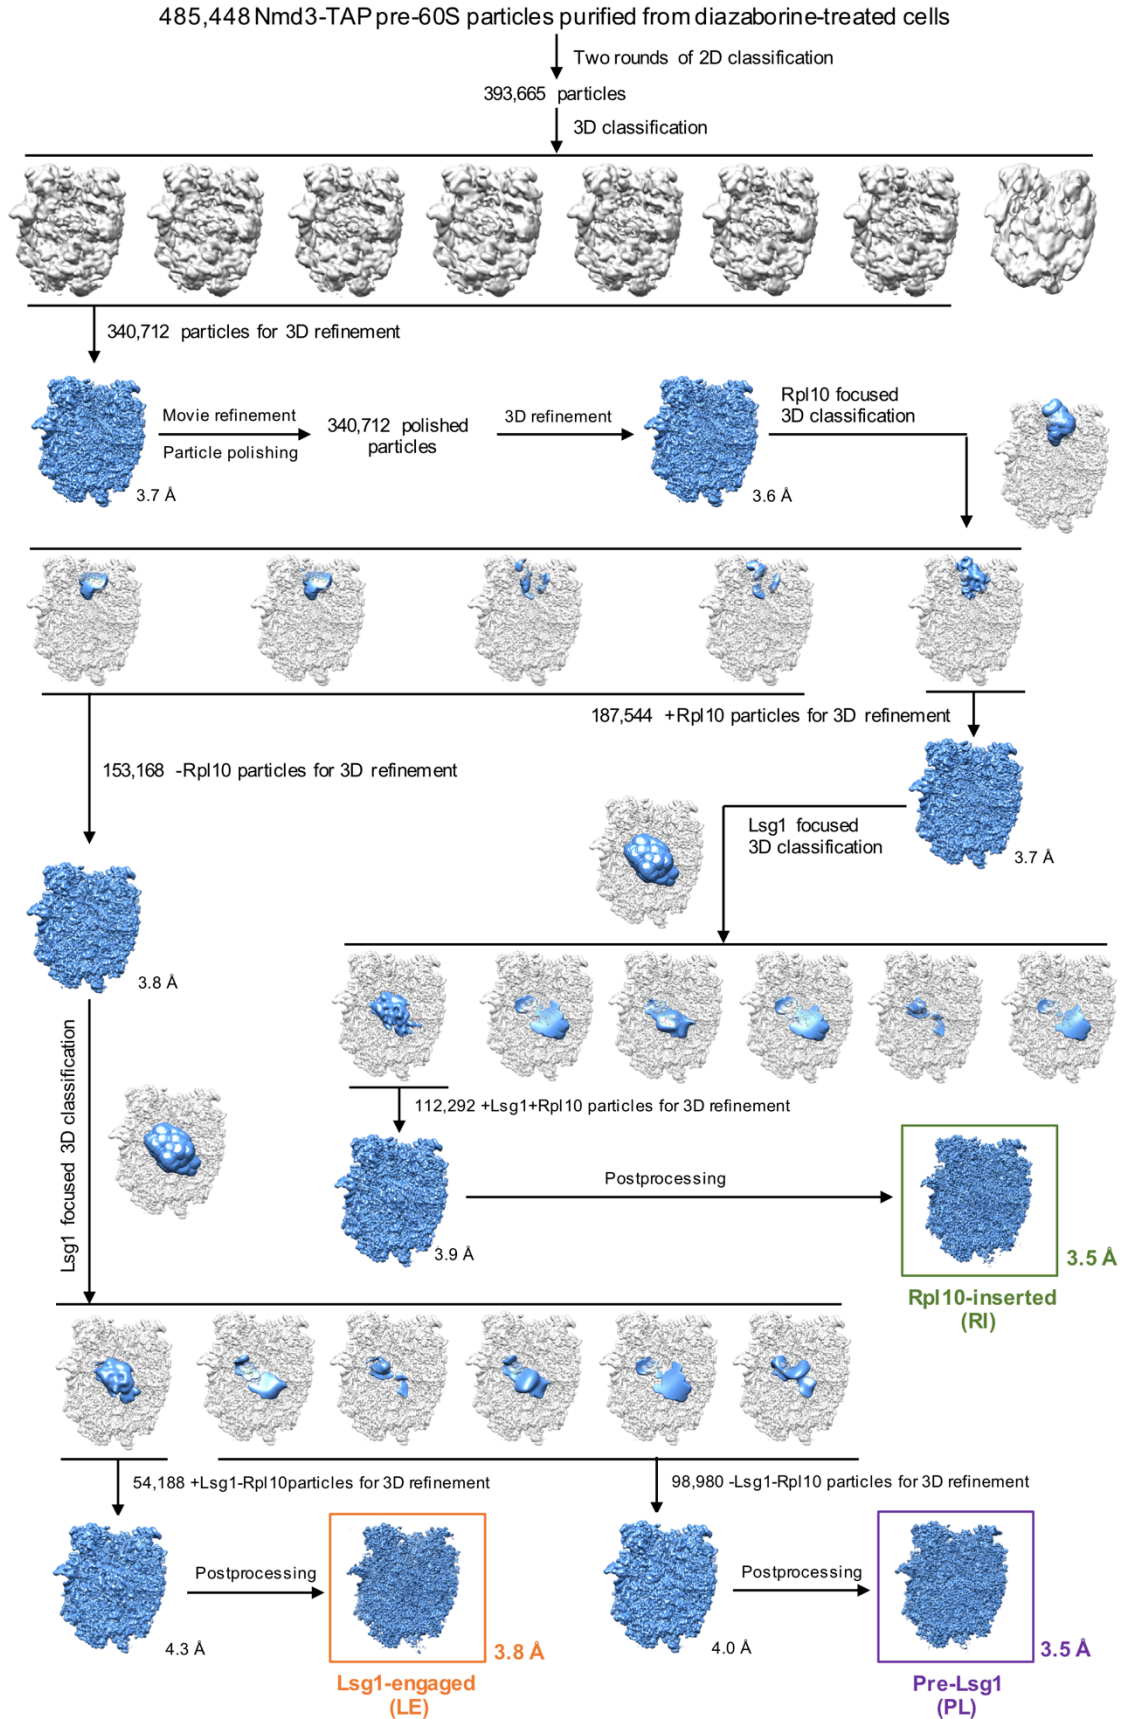 485,448 Nmd3-TAP pre-60S particles purified from diazaborine-treated cells
Two rounds of 2D classification
393,665 particles
3D classification
340,712 particles for 3D refinement
Movie refinement
Particle polishing
340,712 polished
particles
3D refinement
Rpl10 focused
3D classification
3.7 Å
3.6 Å
187,544 +Rpl10 particles for 3D refinement
153,168 -Rpl10 particles for 3D refinement
Lsg1 focused
3D classification
3.7 Å
3.8 Å
Lsg1 focused 3D classification
112,292 +Lsg1+Rpl10 particles for 3D refinement
Postprocessing
3.9 Å
3.5 Å
Rpl10-inserted
(RI)
54,188 +Lsg1-Rpl10particles for 3D refinement
98,980 -Lsg1-Rpl10 particles for 3D refinement
Postprocessing
Postprocessing
4.3 Å
3.8 Å
4.0 Å
3.5 Å
Lsg1-engaged
(LE)
Pre-Lsg1
(PL)